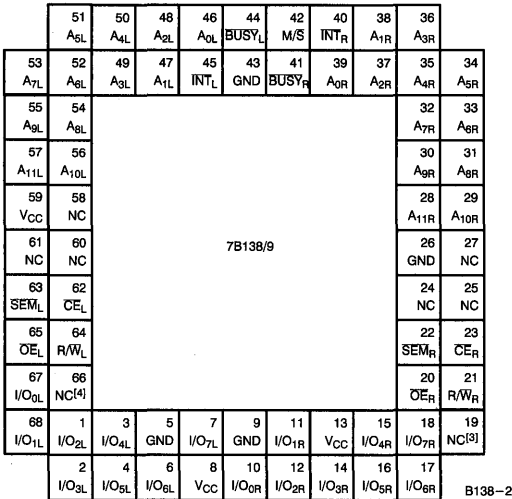 51 50 48 46 44 42 40 38 36
A5L A4L A2L A0L BUSYL M/S INTR A1R A3R
53 52 49 47 45 43 41 39 37 35 34
A7L A6L A3L A1L INTL GND BUSYR A0R A2R A4R A5R
55 54 32 33
A9L A8L A7R A6R
57 56 30 31
A11L A10L A9R A8R
59 58 28 29
VCC NC A11R A10R
61 60 7B138/9 26 27
NC NC GND NC
63 62 24 25
SEML CEL NC NC
65 64 22 23
OEL R/WL SEMR CER
67 66 20 21
I/O0L NC[4] OER R/WR
68 1 3 5 7 9 11 13 15 18 19
I/O1L I/O2L I/O4L GND I/O7L GND I/O1R VCC I/O4R I/O7R NC[3]
2 4 6 8 10 12 14 16 17
I/O3L I/O5L I/O6L VCC I/O0R I/O2R I/O3R I/O5R I/O6R
B138–2